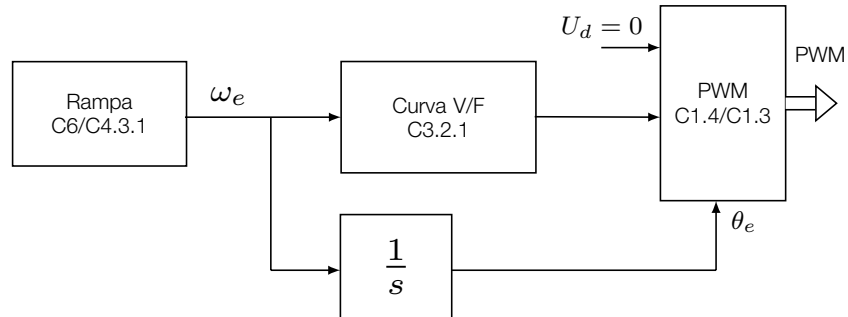 U_d = 0
PWM
Rampa
C6/C4.3.1
ω_e
Curva V/F
C3.2.1
PWM
C1.4/C1.3
θ_e
1
s